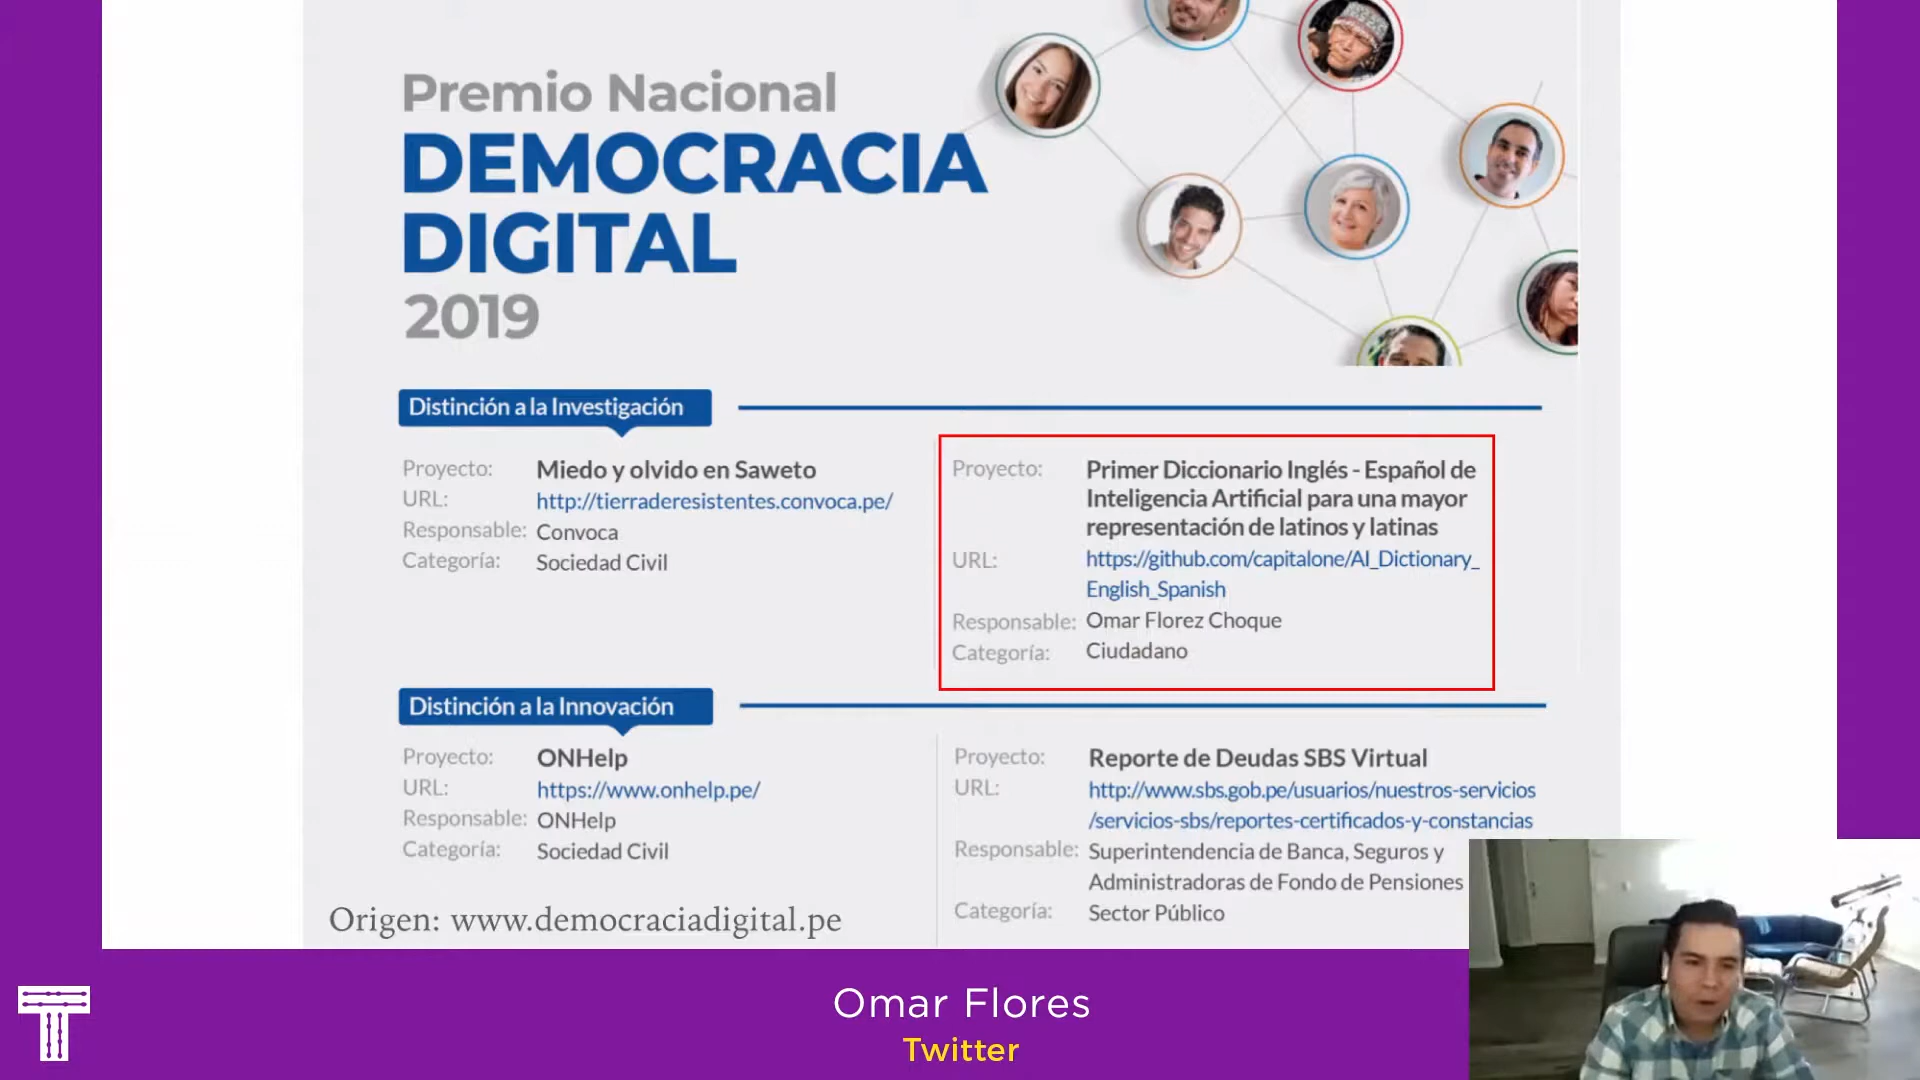 Premio Nacional
DEMOCRACIA
DIGITAL
2019
Distinción a la Investigación
Proyecto: Miedo y olvido en Saweto
URL: http://tierraderesistentes.convoca.pe/
Responsable: Convoca
Categoría: Sociedad Civil
Proyecto: Primer Diccionario Inglés - Español de
Inteligencia Artificial para una mayor
representación de latinos y latinas
URL: https://github.com/capitalone/AI_Dictionary_
English_Spanish
Responsable: Omar Florez Choque
Categoría: Ciudadano
Distinción a la Innovación
Proyecto: ONHelp
URL: https://www.onhelp.pe/
Responsable: ONHelp
Categoría: Sociedad Civil
Proyecto: Reporte de Deudas SBS Virtual
URL: http://www.sbs.gob.pe/usuarios/nuestros-servicios
/servicios-sbs/reportes-certificados-y-constancias
Responsable: Superintendencia de Banca, Seguros y
Administradoras de Fondo de Pensiones
Categoría: Sector Público
Origen: www.democraciadigital.pe
Omar Flores
Twitter